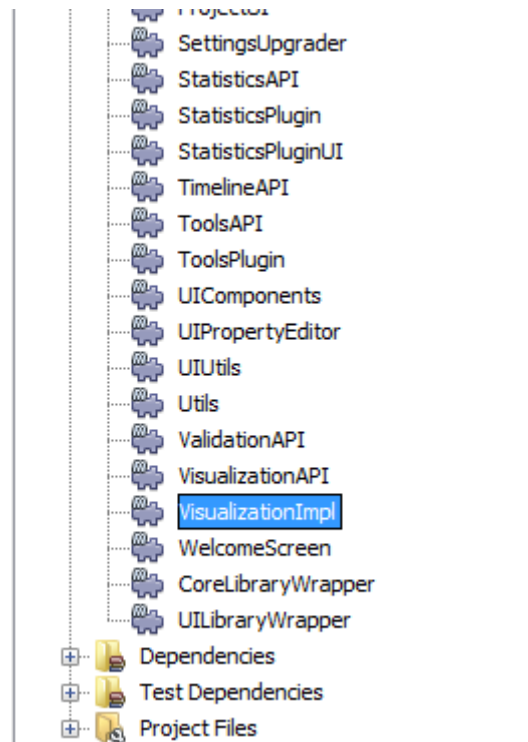 ProjectUI
SettingsUpgrader
StatisticsAPI
StatisticsPlugin
StatisticsPluginUI
TimelineAPI
ToolsAPI
ToolsPlugin
UIComponents
UIPropertyEditor
UIUtils
Utils
ValidationAPI
VisualizationAPI
VisualizationImpl
WelcomeScreen
CoreLibraryWrapper
UILibraryWrapper
Dependencies
Test Dependencies
Project Files